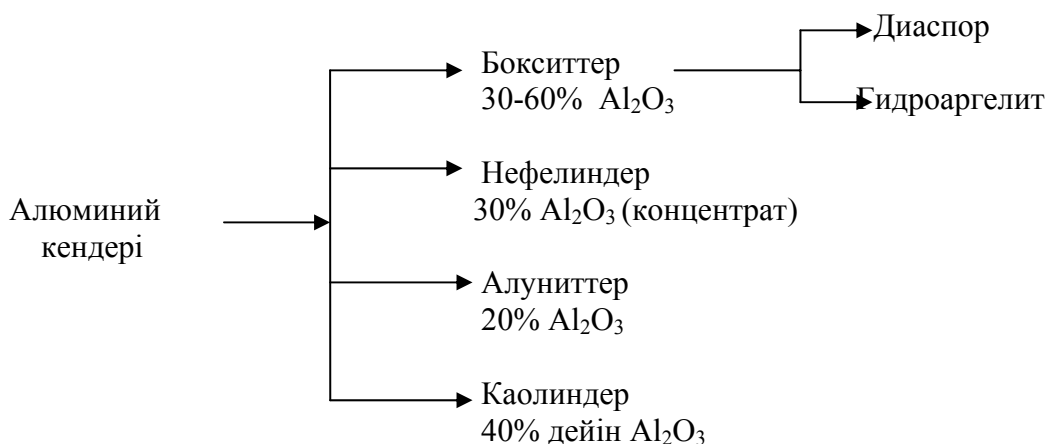 Диаспор
Бокситтер
30-60% Al₂O₃
Гидроаргелит
Нефелиндер
30% Al₂O₃ (концентрат)
Алюминий
кендері
Алуниттер
20% Al₂O₃
Каолиндер
40% дейін Al₂O₃